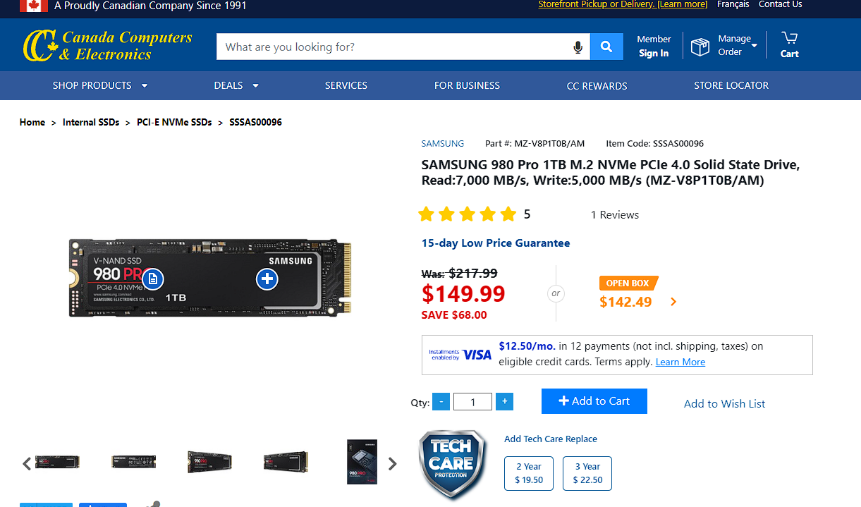 A Proudly Canadian Company Since 1991
Storefront Pickup or Delivery. [Learn more]
Français
Contact Us
Canada Computers
& Electronics
What are you looking for?
Member
Sign In
Manage
Order
Cart
SHOP PRODUCTS
DEALS
SERVICES
FOR BUSINESS
CC REWARDS
STORE LOCATOR
Home > Internal SSDs > PCI-E NVMe SSDs > SSSAS00096
SAMSUNG Part #: MZ-V8P1T0B/AM Item Code: SSSAS00096
SAMSUNG 980 Pro 1TB M.2 NVMe PCIe 4.0 Solid State Drive,
Read:7,000 MB/s, Write:5,000 MB/s (MZ-V8P1T0B/AM)
5
1 Reviews
15-day Low Price Guarantee
Was: $217.99
$149.99
SAVE $68.00
or
OPEN BOX
$142.49
V-NAND SSD
980 PR
PCIe 4.0 NVMe
SAMSUNG ELECTRONICS CO., LTD
1TB
SAMSUNG
Installments
enabled by VISA
$12.50/mo. in 12 payments (not incl. shipping, taxes) on
eligible credit cards. Terms apply. Learn More
Qty: - 1 +
+ Add to Cart
Add to Wish List
TECH
CARE
PROTECTION
Add Tech Care Replace
2 Year
$ 19.50
3 Year
$ 22.50